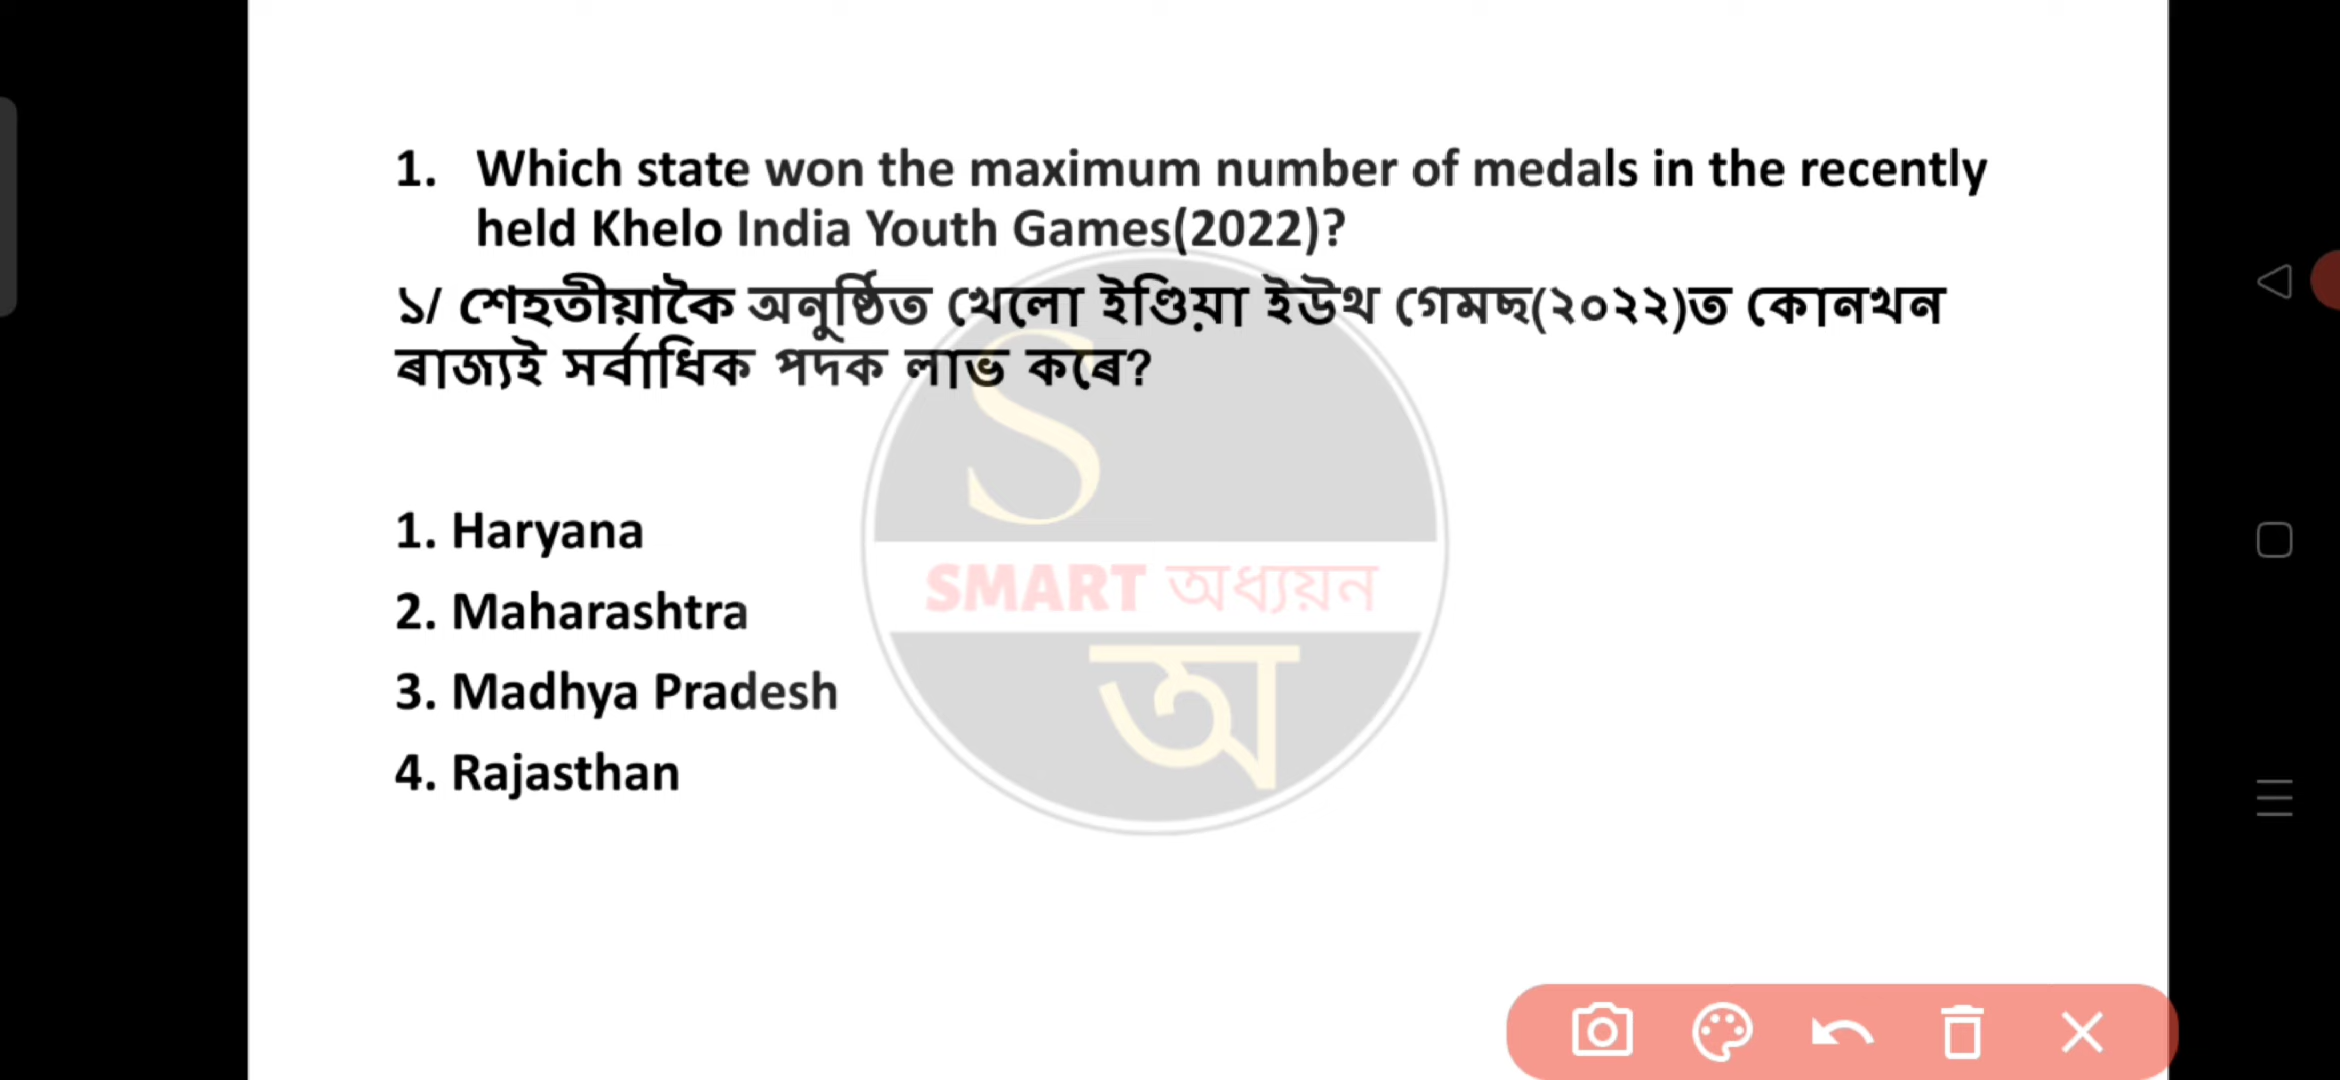 1. Which state won the maximum number of medals in the recently
held Khelo India Youth Games(2022)?
১/ শেহতীয়াকৈ অনুষ্ঠিত খেলো ইণ্ডিয়া ইউথ গেমছ(২০২২)ত কোনখন
ৰাজ্যই সৰ্বাধিক পদক লাভ কৰে?
S
1. Haryana
SMART অধ্যয়ন
2. Maharashtra
অ
3. Madhya Pradesh
4. Rajasthan